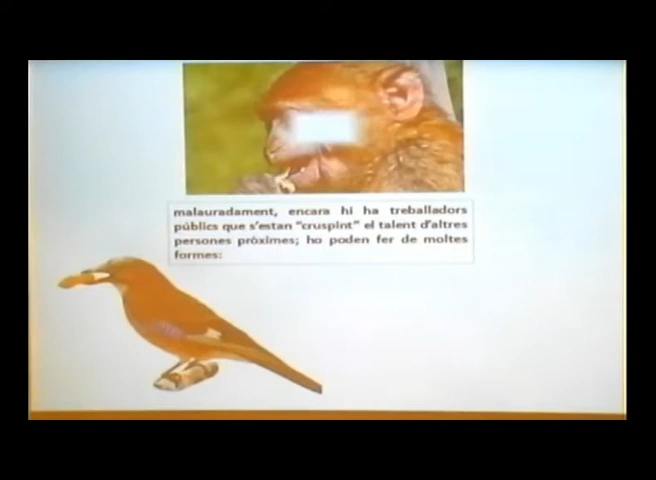 malauradament, encara hi ha treballadors
públics que s'estan "cruspint" el talent d'altres
persones pròximes; ho poden fer de moltes
formes: